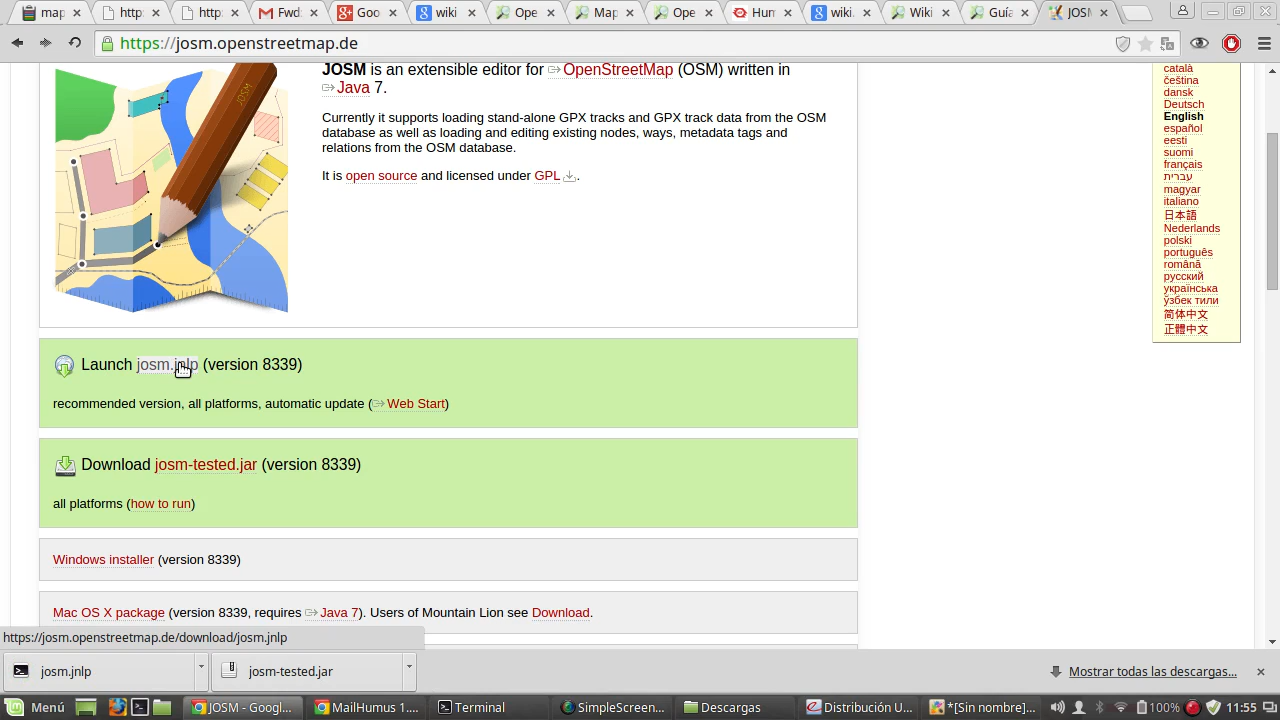 map
http:
http:
Fwd
Goo
wiki
Ope
Map
Ope
Hum
wiki.
Wiki
Guía
JOSM
https://josm.openstreetmap.de
JOSM is an extensible editor for OpenStreetMap (OSM) written in
Java 7.
Currently it supports loading stand-alone GPX tracks and GPX track data from the OSM
database as well as loading and editing existing nodes, ways, metadata tags and
relations from the OSM database.
It is open source and licensed under GPL.
JOSM
català
čeština
dansk
Deutsch
English
español
eesti
suomi
français
עברית
magyar
italiano
日本語
Nederlands
polski
português
română
русский
українська
ўзбек тили
简体中文
正體中文
Launch josm.jnlp (version 8339)
recommended version, all platforms, automatic update (Web Start)
Download josm-tested.jar (version 8339)
all platforms (how to run)
Windows installer (version 8339)
Mac OS X package (version 8339, requires Java 7). Users of Mountain Lion see Download.
https://josm.openstreetmap.de/download/josm.jnlp
josm.jnlp
josm-tested.jar
Mostrar todas las descargas...
Menú
JOSM - Googl...
MailHumus 1....
Terminal
SimpleScreen...
Descargas
Distribución U...
*[Sin nombre]...
100%
11:55